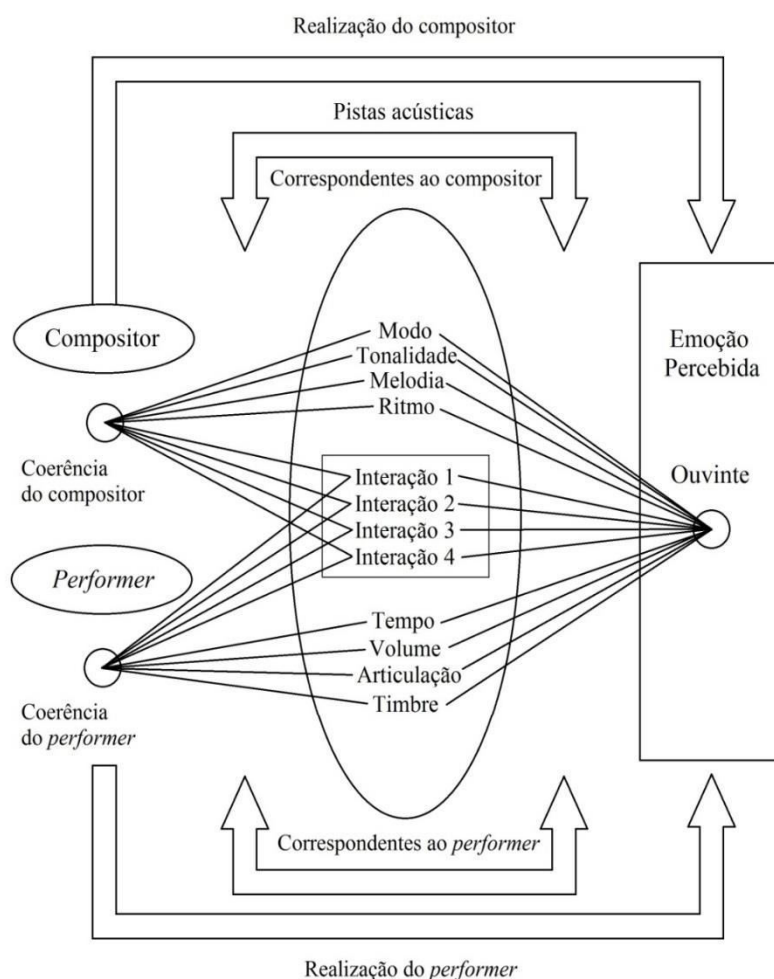 Realização do compositor
Pistas acústicas
Correspondentes ao compositor
Compositor
Coerência
do compositor
Performer
Coerência
do performer
Modo
Tonalidade
Melodia
Ritmo
Interação 1
Interação 2
Interação 3
Interação 4
Tempo
Volume
Articulação
Timbre
Emoção
Percebida
Ouvinte
Correspondentes ao performer
Realização do performer